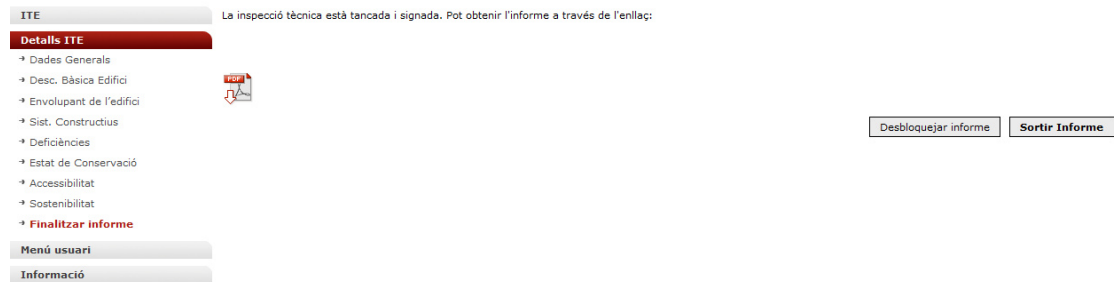 ITE
La inspecció tècnica està tancada i signada. Pot obtenir l'informe a través de l'enllaç:
Detalls ITE
Dades Generals
Desc. Bàsica Edifici
Envolupant de l'edifici
Sist. Constructius
Deficiències
Estat de Conservació
Accessibilitat
Sostenibilitat
Finalitzar informe
Menú usuari
Informació
PDF
Desbloquejar informe
Sortir Informe